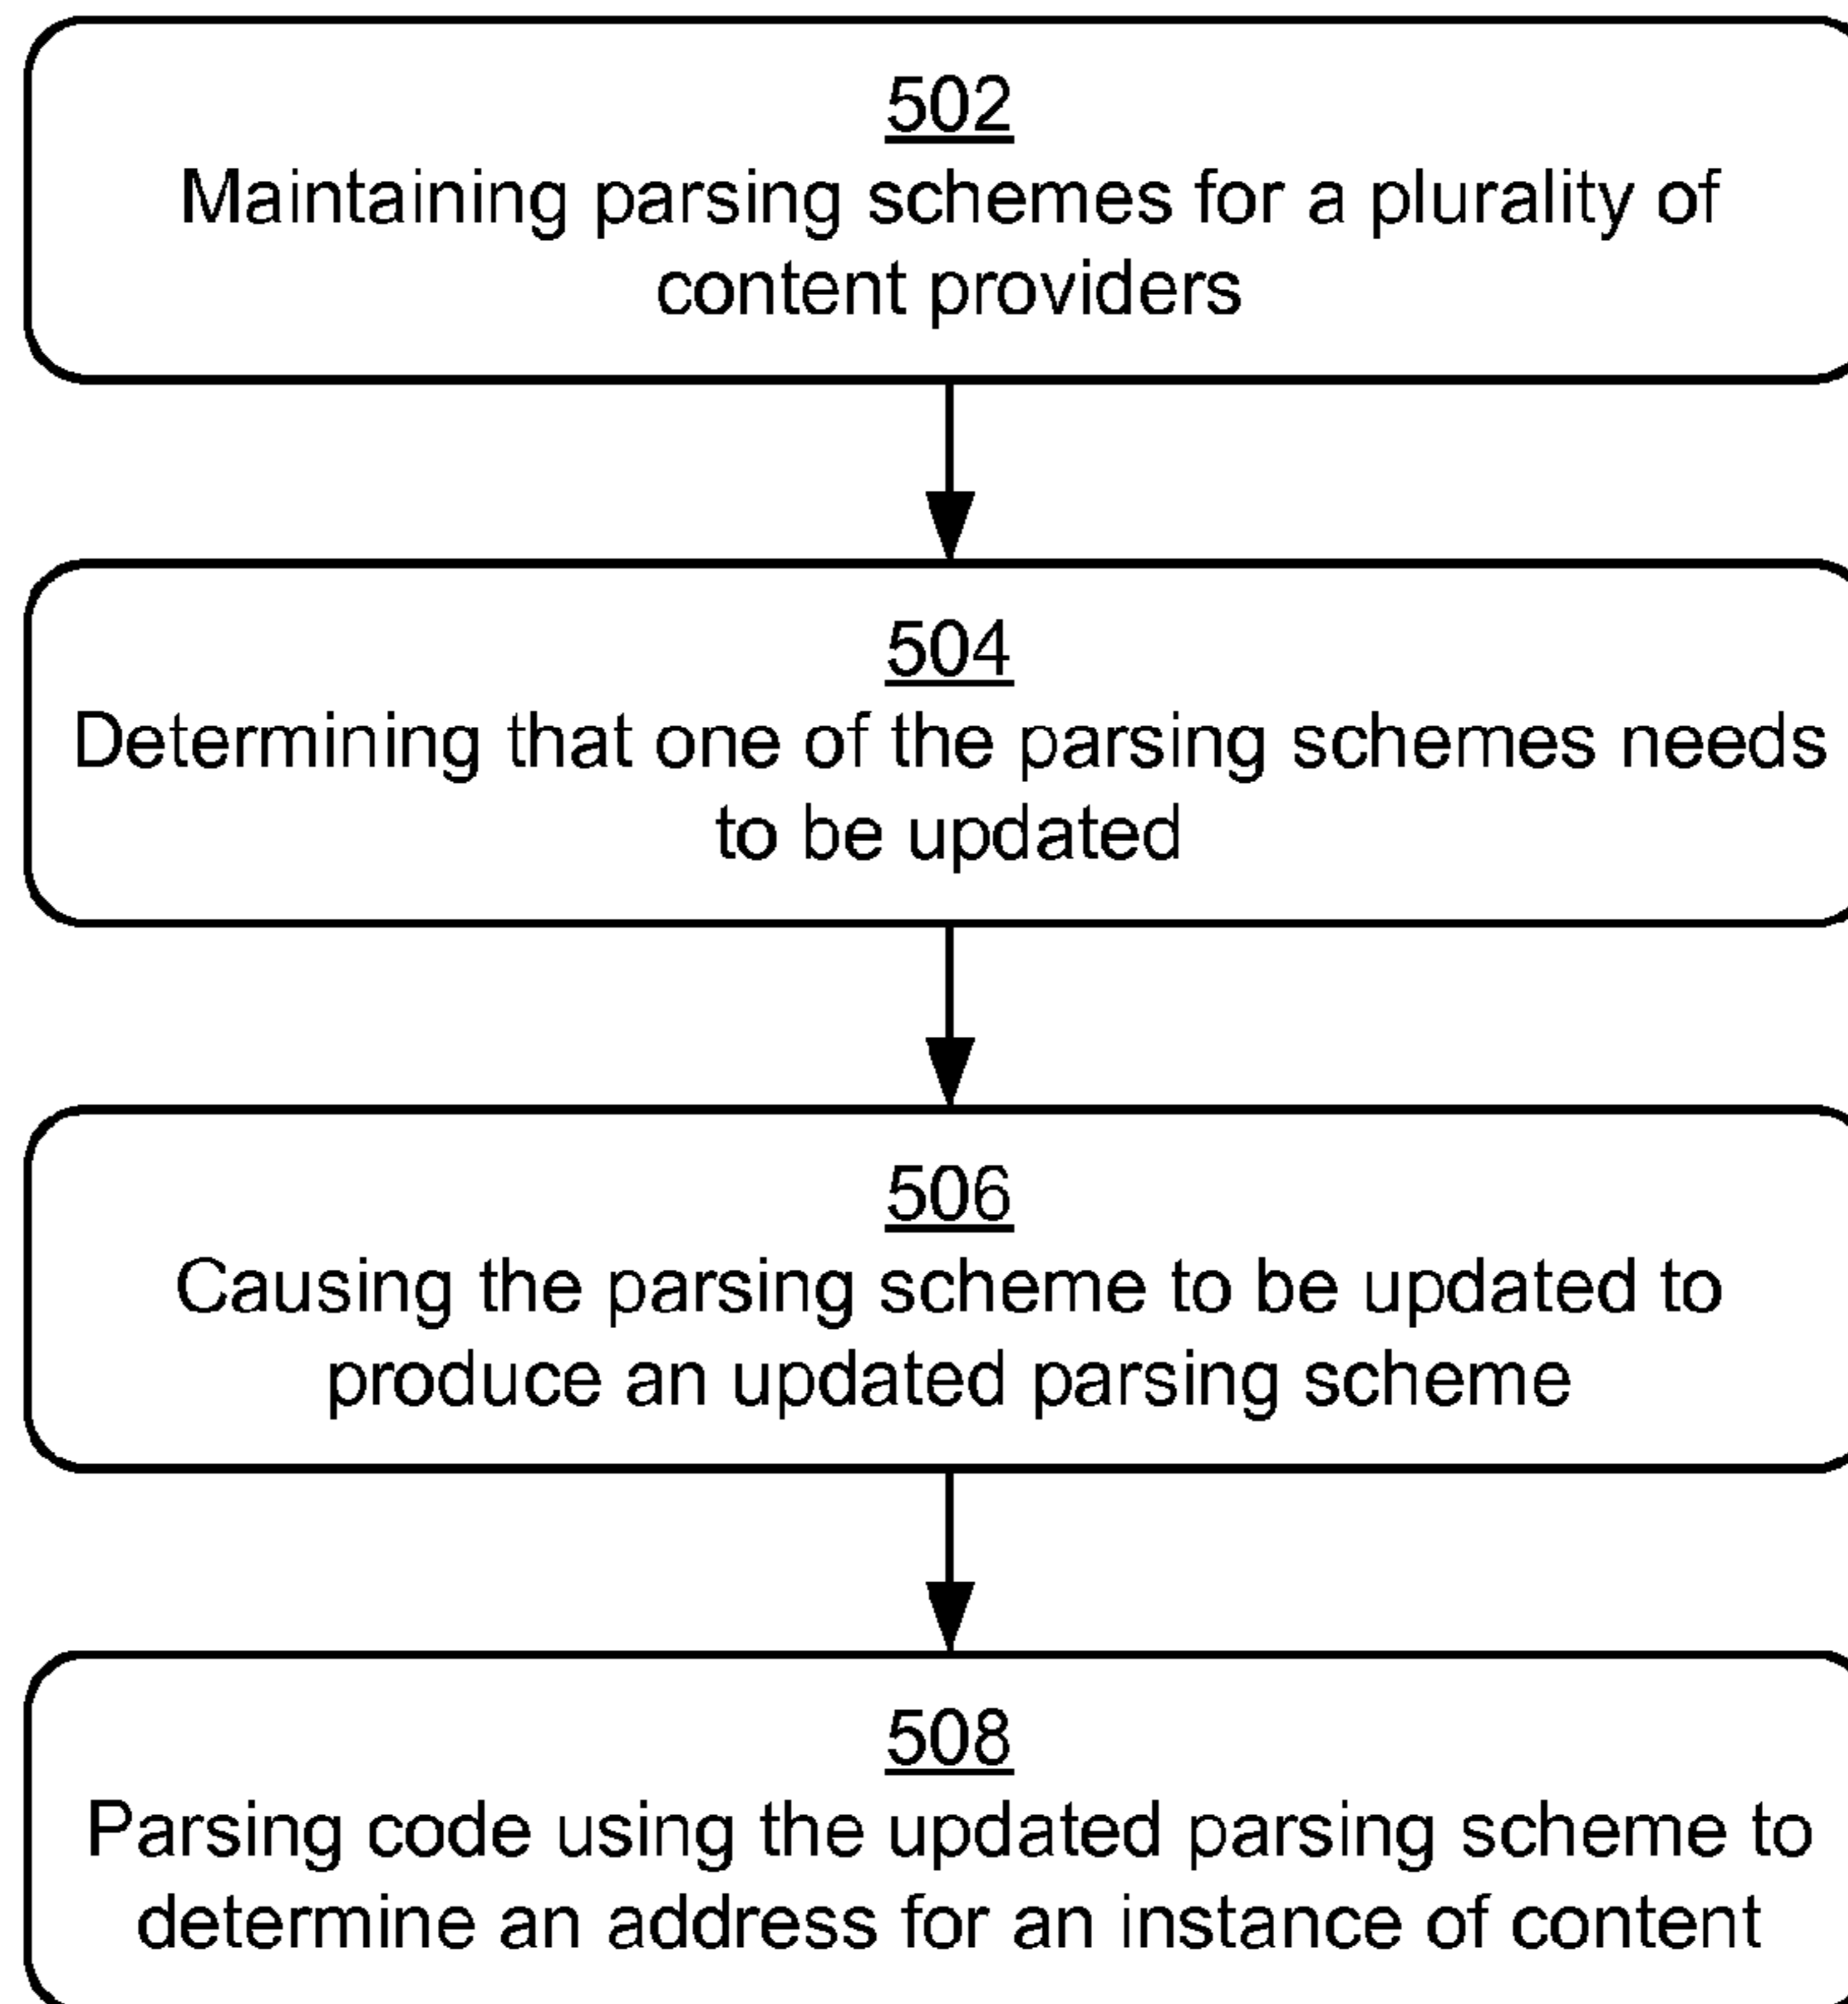 502
Maintaining parsing schemes for a plurality of
content providers
504
Determining that one of the parsing schemes needs
to be updated
506
Causing the parsing scheme to be updated to
produce an updated parsing scheme
508
Parsing code using the updated parsing scheme to
determine an address for an instance of content